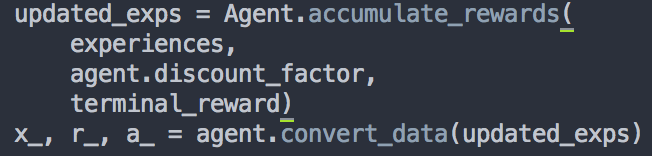 updated_exps = Agent.accumulate_rewards(
    experiences,
    agent.discount_factor,
    terminal_reward)
x_, r_, a_ = agent.convert_data(updated_exps)